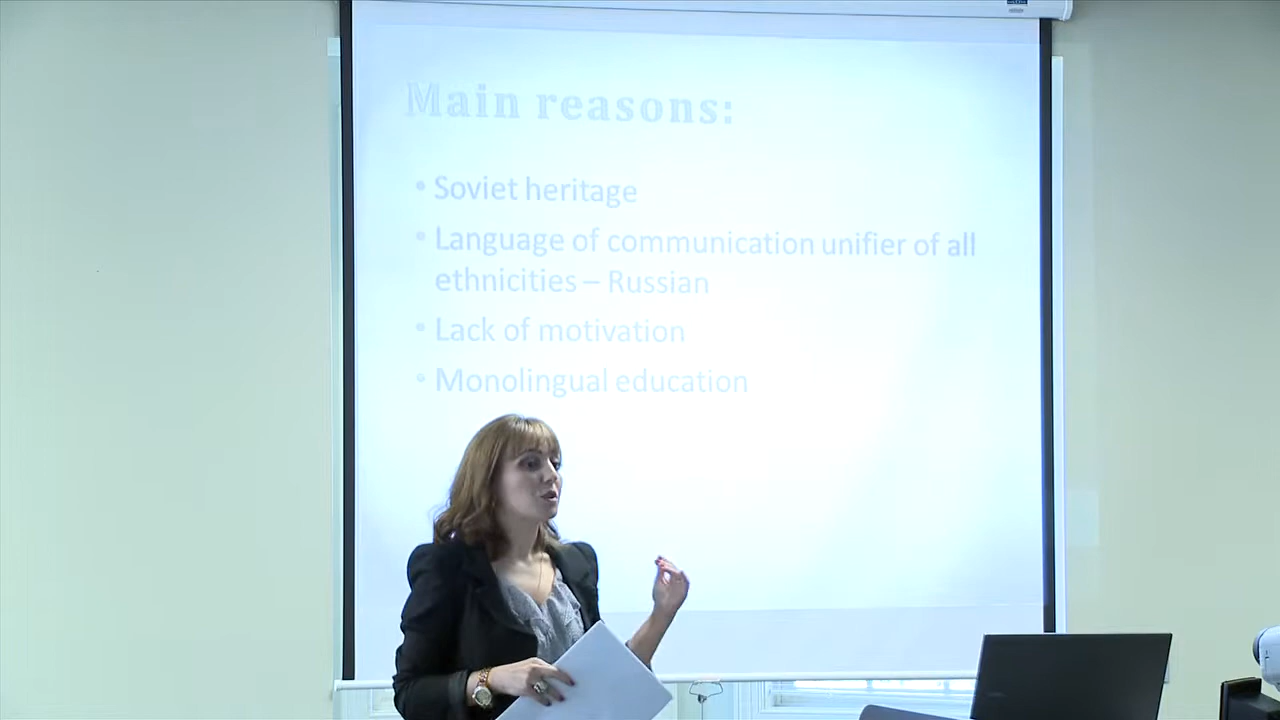 Main reasons:
• Soviet heritage
• Language of communication unifier of all
ethnicities – Russian
• Lack of motivation
• Monolingual education